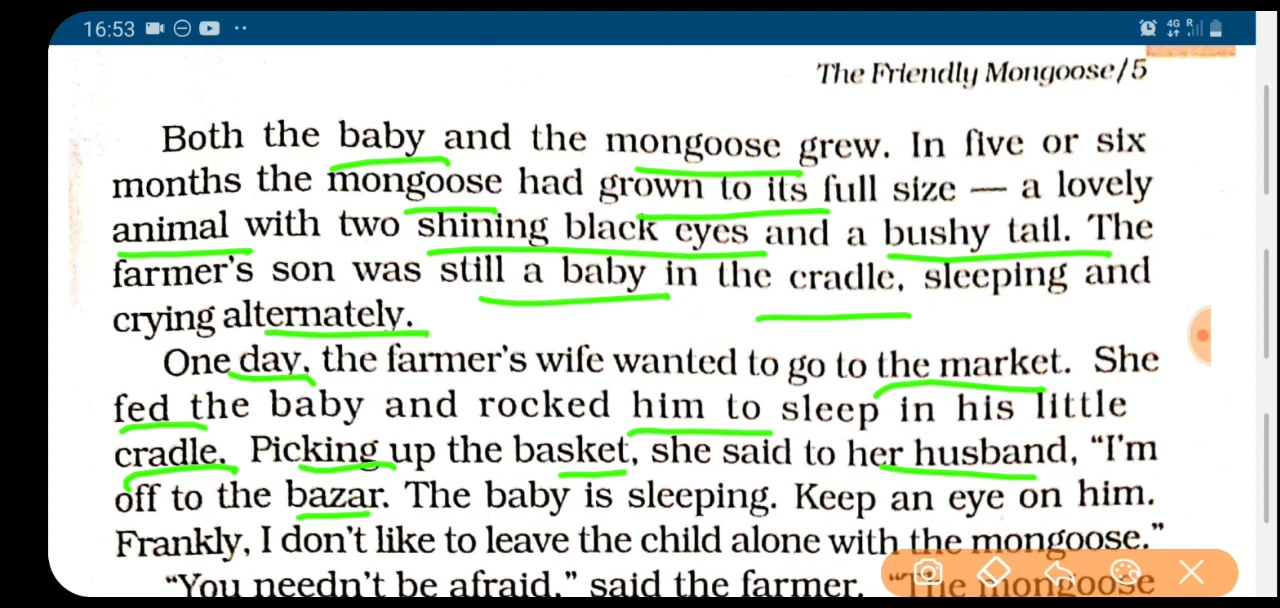 16:53
4G R
The Friendly Mongoose/5
Both the baby and the mongoose grew. In five or six
months the mongoose had grown to its full size — a lovely
animal with two shining black eyes and a bushy tail. The
farmer's son was still a baby in the cradle, sleeping and
crying alternately.
One day, the farmer's wife wanted to go to the market. She
fed the baby and rocked him to sleep in his little
cradle. Picking up the basket, she said to her husband, “I'm
off to the bazar. The baby is sleeping. Keep an eye on him.
Frankly, I don't like to leave the child alone with the mongoose.”
“You needn't be afraid,” said the farmer. “The mongoose